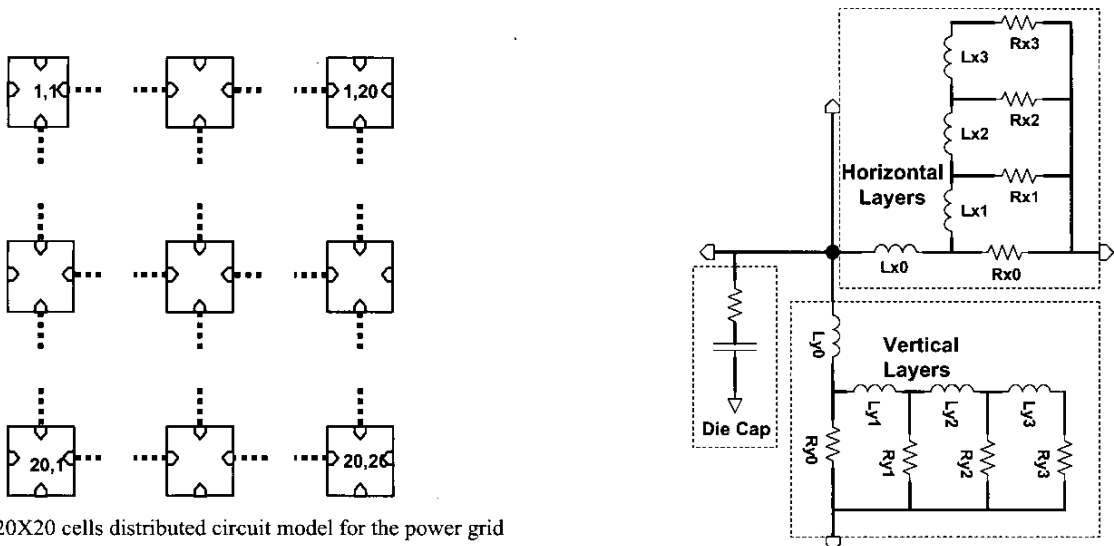 1,1
1,20
20,1
20,20
20X20 cells distributed circuit model for the power grid
Lx3
Rx3
Lx2
Rx2
Horizontal
Layers
Lx1
Rx1
Lx0
Rx0
Ly0
Vertical
Layers
Ly1
Ly2
Ly3
Ry0
Ry1
Ry2
Ry3
Die Cap